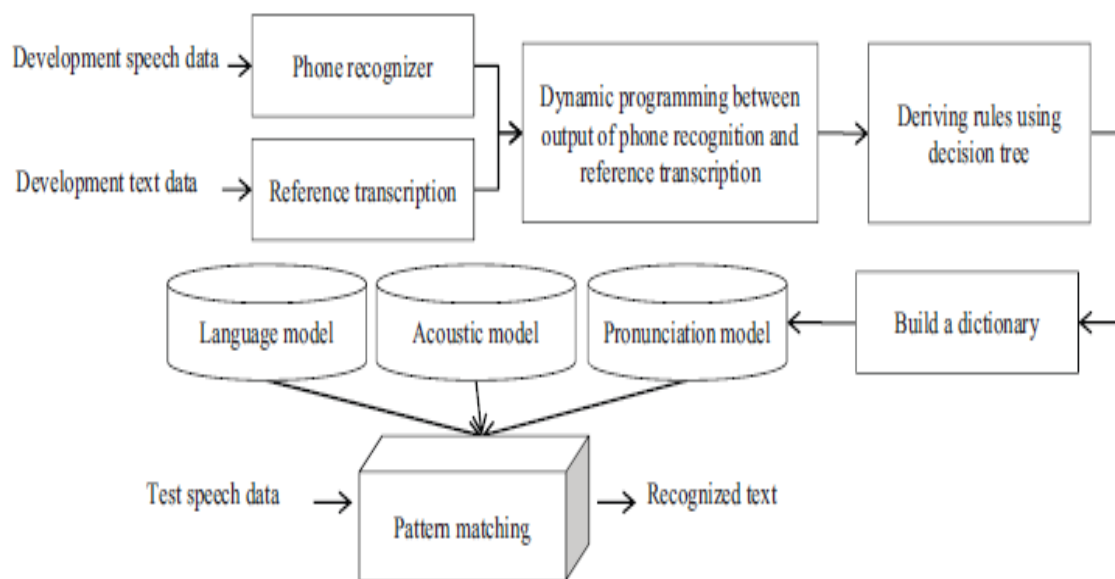 Development speech data
Phone recognizer
Development text data
Reference transcription
Dynamic programming between
output of phone recognition and
reference transcription
Deriving rules using
decision tree
Language model
Acoustic model
Pronunciation model
Build a dictionary
Test speech data
Pattern matching
Recognized text